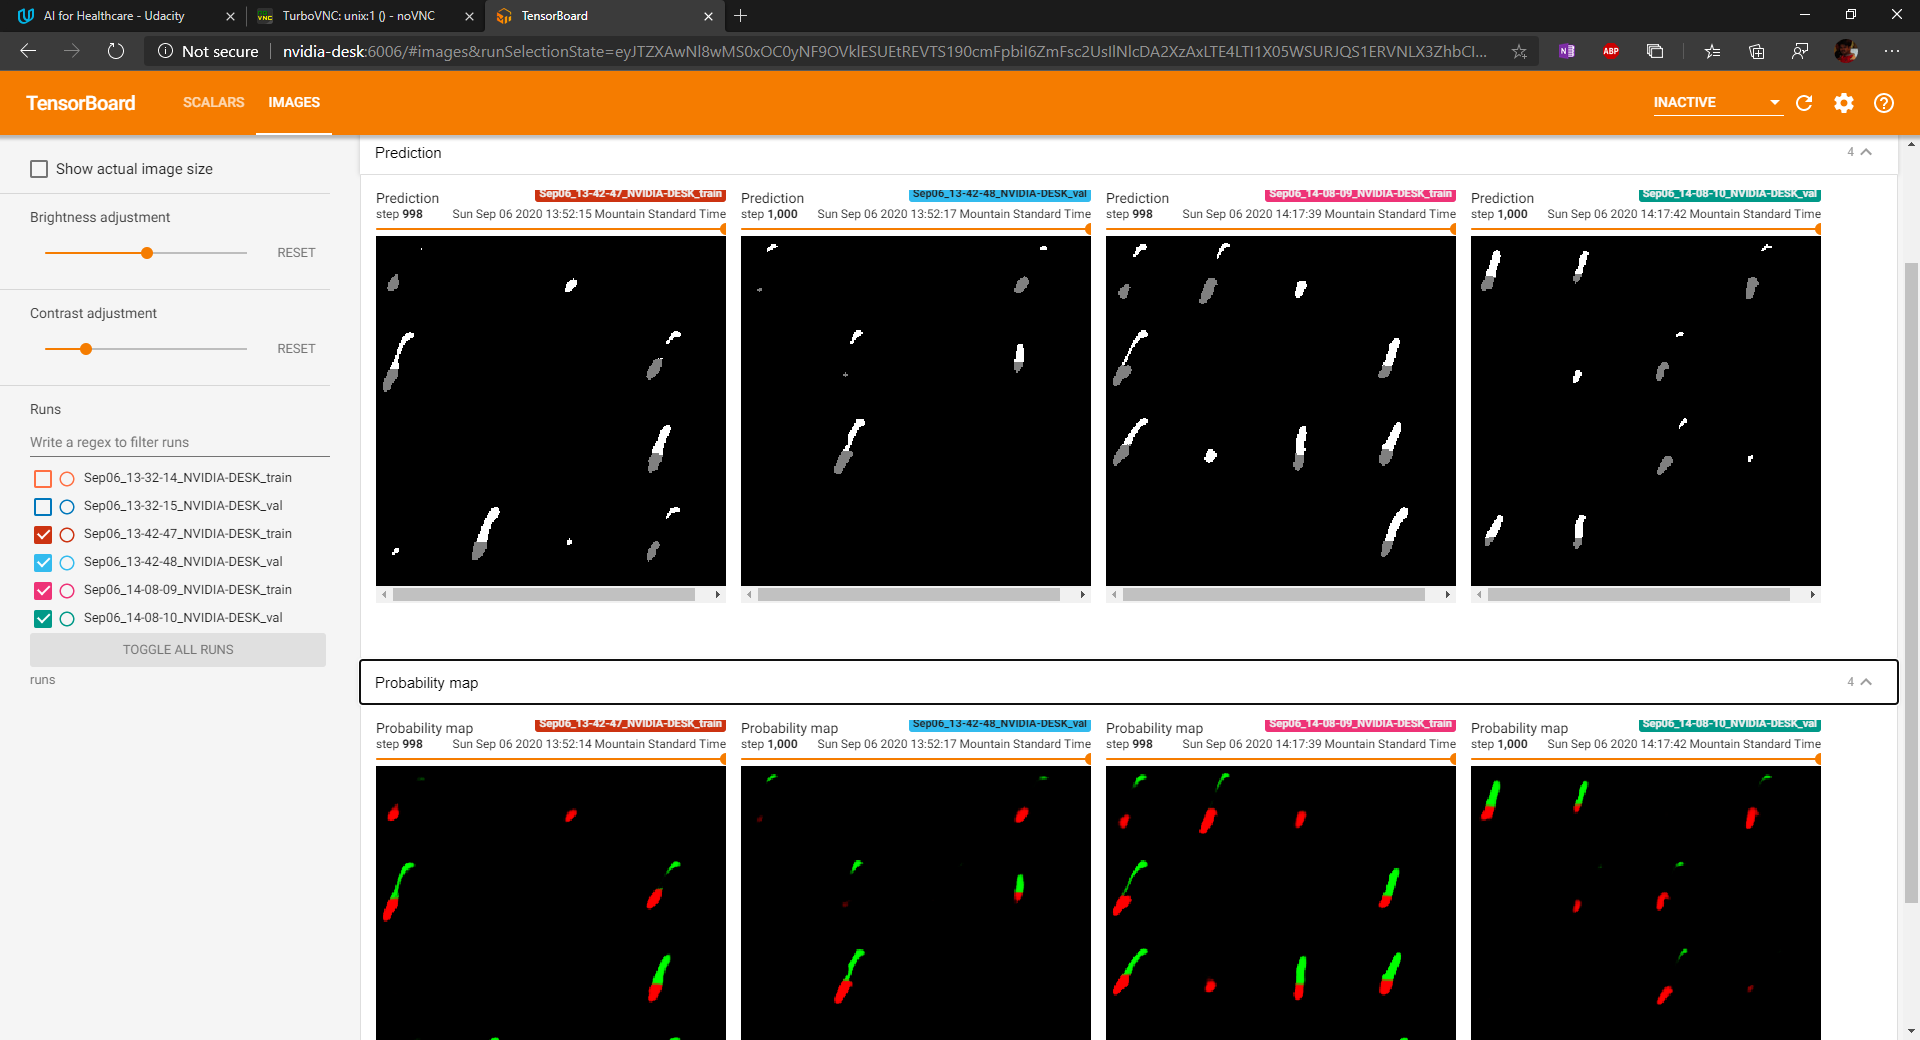 AI for Healthcare - Udacity
TurboVNC: unix:1 () - noVNC
TensorBoard
Not secure
nvidia-desk:6006/#images&runSelectionState=eyJTZXAwNl8wMS0xOC0yNF9OVklESUEtREVTS190cmFpbiI6ZmFsc2UsIlNlcDA2XzAxLTE4LTI1X05WSURJQS1ERVNLX3ZhbCI...
N
ABP
TensorBoard
SCALARS
IMAGES
INACTIVE
Show actual image size
Brightness adjustment
RESET
Contrast adjustment
RESET
Runs
Write a regex to filter runs
Sep06_13-32-14_NVIDIA-DESK_train
Sep06_13-32-15_NVIDIA-DESK_val
Sep06_13-42-47_NVIDIA-DESK_train
Sep06_13-42-48_NVIDIA-DESK_val
Sep06_14-08-09_NVIDIA-DESK_train
Sep06_14-08-10_NVIDIA-DESK_val
TOGGLE ALL RUNS
runs
Prediction
4
Prediction
Sep06_13-42-47_NVIDIA-DESK_train
step 998
Sun Sep 06 2020 13:52:15 Mountain Standard Time
Prediction
Sep06_13-42-48_NVIDIA-DESK_val
step 1,000
Sun Sep 06 2020 13:52:17 Mountain Standard Time
Prediction
Sep06_14-08-09_NVIDIA-DESK_train
step 998
Sun Sep 06 2020 14:17:39 Mountain Standard Time
Prediction
Sep06_14-08-10_NVIDIA-DESK_val
step 1,000
Sun Sep 06 2020 14:17:42 Mountain Standard Time
Probability map
4
Probability map
Sep06_13-42-47_NVIDIA-DESK_train
step 998
Sun Sep 06 2020 13:52:14 Mountain Standard Time
Probability map
Sep06_13-42-48_NVIDIA-DESK_val
step 1,000
Sun Sep 06 2020 13:52:17 Mountain Standard Time
Probability map
Sep06_14-08-09_NVIDIA-DESK_train
step 998
Sun Sep 06 2020 14:17:39 Mountain Standard Time
Probability map
Sep06_14-08-10_NVIDIA-DESK_val
step 1,000
Sun Sep 06 2020 14:17:42 Mountain Standard Time